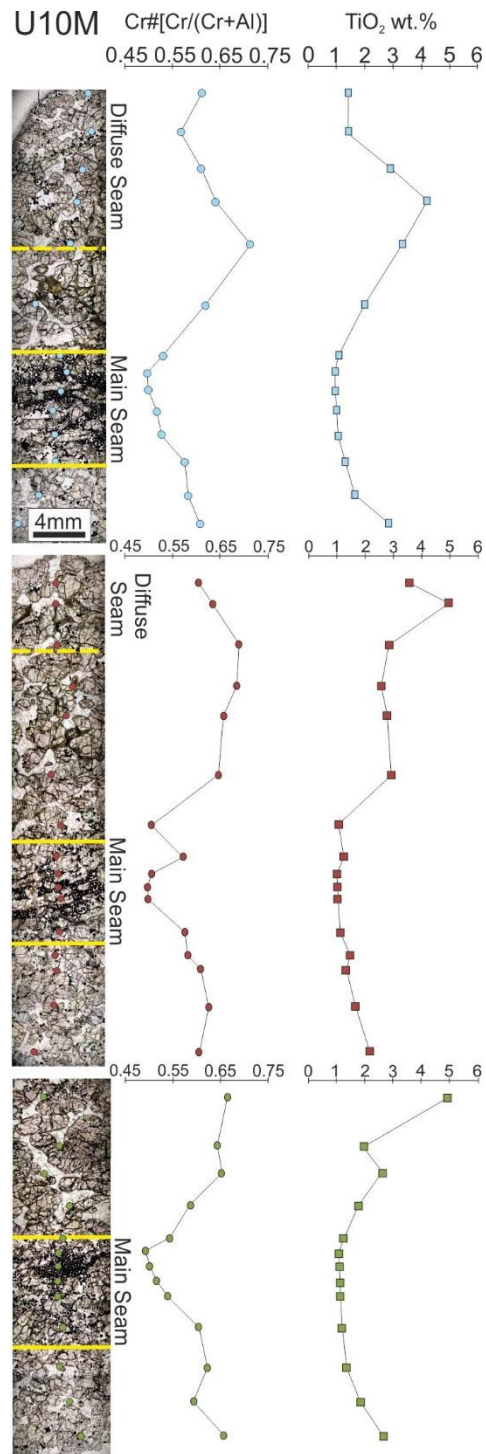 U10M
Cr#[Cr/(Cr+Al)]
TiO2 wt.%
0.45 0.55 0.65 0.75
0 1 2 3 4 5 6
Diffuse Seam
Main Seam
4mm
0.45 0.55 0.65 0.75
0 1 2 3 4 5 6
Diffuse
Seam
Main Seam
0.45 0.55 0.65 0.75
0 1 2 3 4 5 6
Main Seam